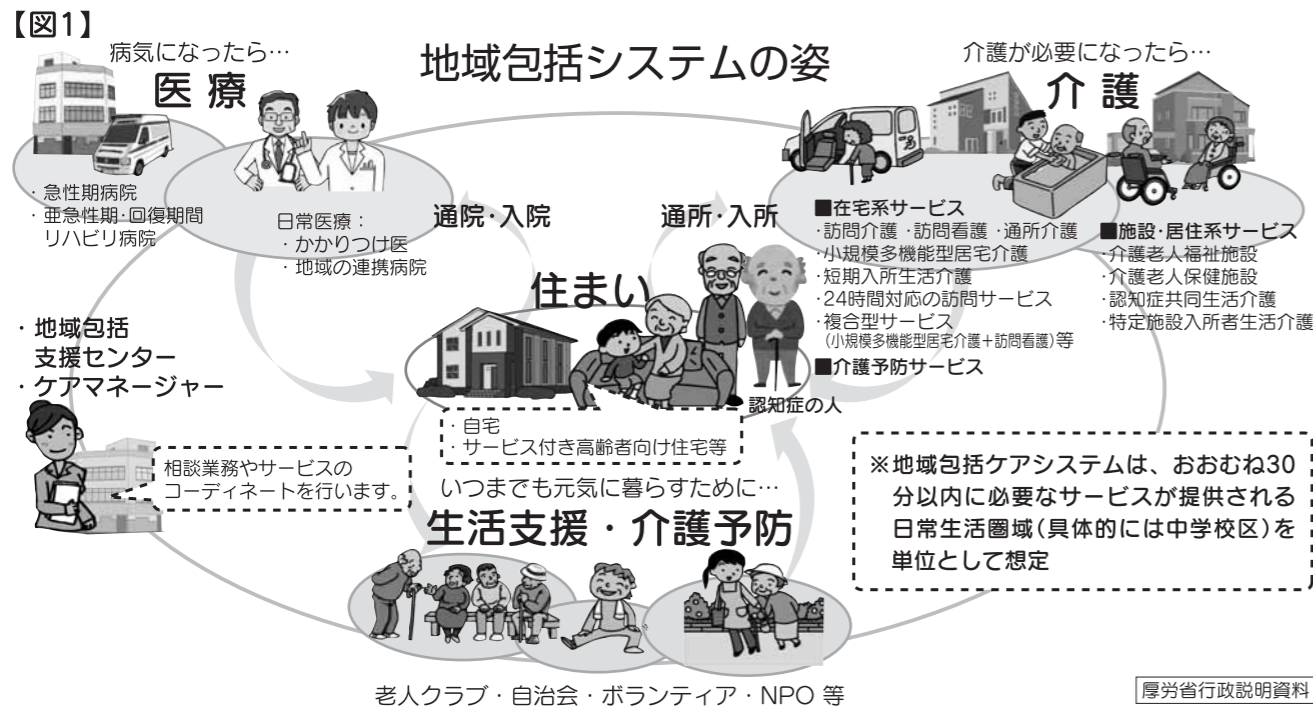 【図1】
地域包括システムの姿
病気になったら…
医療
・急性期病院
・亜急性期・回復期間
リハビリ病院
日常医療：
・かかりつけ医
・地域の連携病院
通院・入院
通所・入所
介護が必要になったら…
介護
■在宅系サービス
・訪問介護・訪問看護・通所介護
・小規模多機能型居宅介護
・短期入所生活介護
・24時間対応の訪問サービス
・複合型サービス
（小規模多機能型居宅介護＋訪問看護）等
■介護予防サービス
■施設・居住系サービス
・介護老人福祉施設
・介護老人保健施設
・認知症共同生活介護
・特定施設入所者生活介護
住まい
認知症の人
・自宅
・サービス付き高齢者向け住宅等
・地域包括
支援センター
・ケアマネージャー
相談業務やサービスの
コーディネートを行います。
いつまでも元気に暮らすために…
生活支援・介護予防
老人クラブ・自治会・ボランティア・NPO 等
※地域包括ケアシステムは、おおむね30
分以内に必要なサービスが提供される
日常生活圏域（具体的には中学校区）を
単位として想定
厚労省行政説明資料